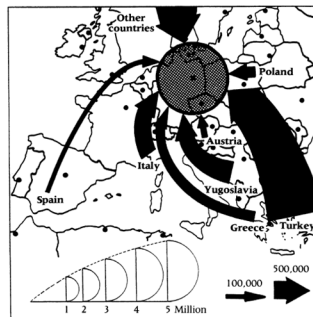 Other
countries
Poland
Austria
Italy
Yugoslavia
Spain
Greece
Turkey
500,000
100,000
1 2 3 4 5 Million